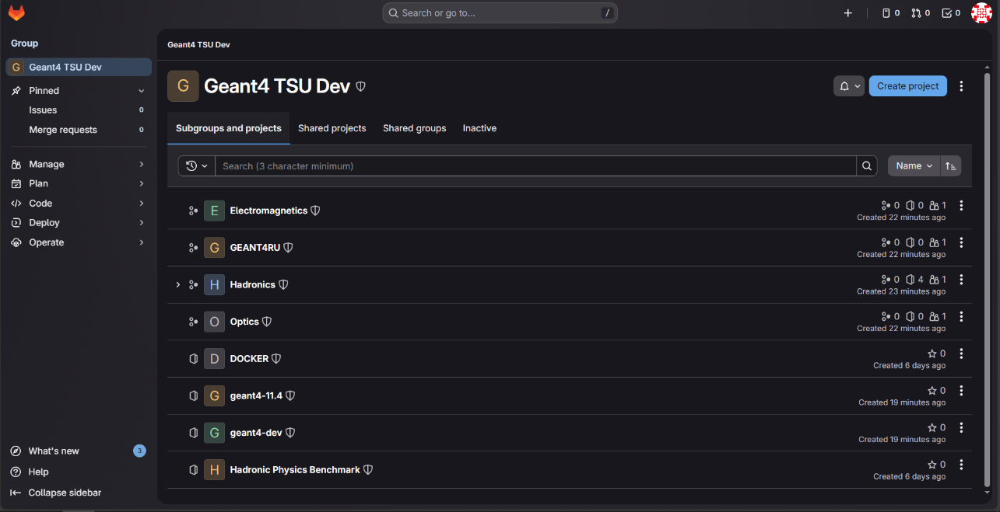 Search or go to...
/
0
0
0
Group
G Geant4 TSU Dev
Pinned
Issues 0
Merge requests 0
Manage
Plan
Code
Deploy
Operate
What's new 3
Help
Collapse sidebar
Geant4 TSU Dev
G Geant4 TSU Dev
Create project
Subgroups and projects Shared projects Shared groups Inactive
Search (3 character minimum)
Name
E Electromagnetics 0 0 1
Created 22 minutes ago
G GEANT4RU 0 0 1
Created 22 minutes ago
H Hadronics 0 4 1
Created 23 minutes ago
O Optics 0 0 1
Created 22 minutes ago
D DOCKER 0
Created 6 days ago
G geant4-11.4 0
Created 19 minutes ago
G geant4-dev 0
Created 19 minutes ago
H Hadronic Physics Benchmark 0
Created 6 days ago